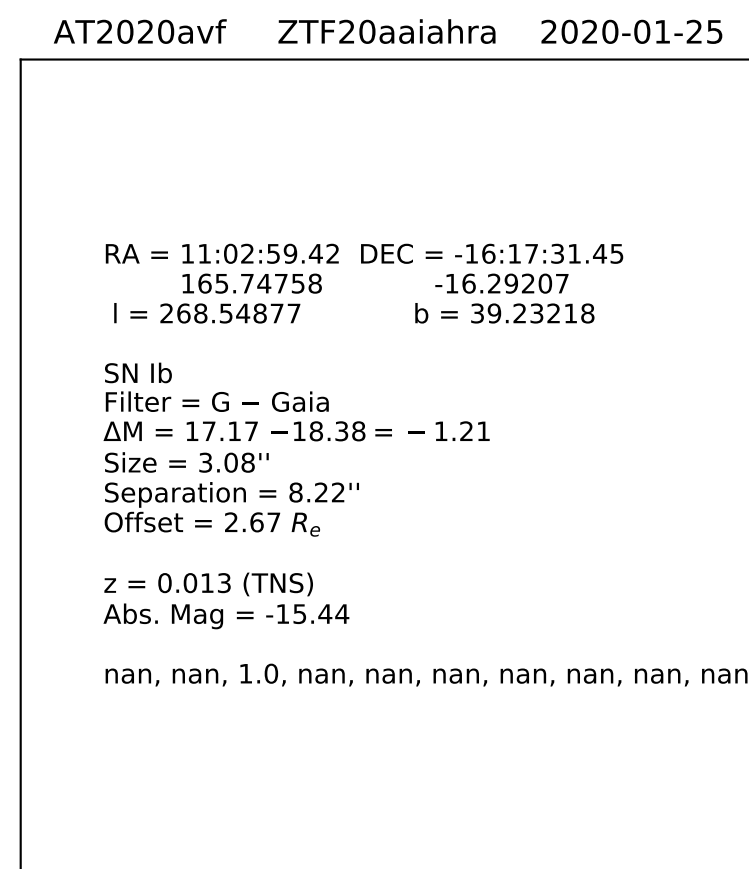 AT2020avf ZTF20aaiahra 2020-01-25
RA = 11:02:59.42 DEC = -16:17:31.45
165.74758 -16.29207
l = 268.54877 b = 39.23218
SN Ib
Filter = G − Gaia
ΔM = 17.17 −18.38 = − 1.21
Size = 3.08''
Separation = 8.22''
Offset = 2.67 Rₑ
z = 0.013 (TNS)
Abs. Mag = -15.44
nan, nan, 1.0, nan, nan, nan, nan, nan, nan, nan